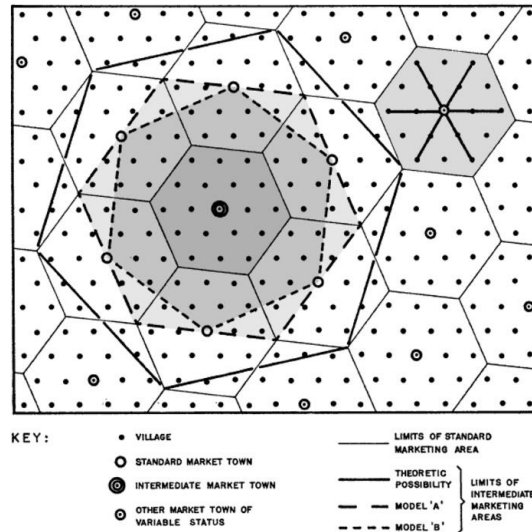 KEY:
VILLAGE
STANDARD MARKET TOWN
INTERMEDIATE MARKET TOWN
OTHER MARKET TOWN OF
VARIABLE STATUS
LIMITS OF STANDARD
MARKETING AREA
THEORETIC
POSSIBILITY
MODEL 'A'
MODEL 'B'
LIMITS OF
INTERMEDIATE
MARKETING
AREAS